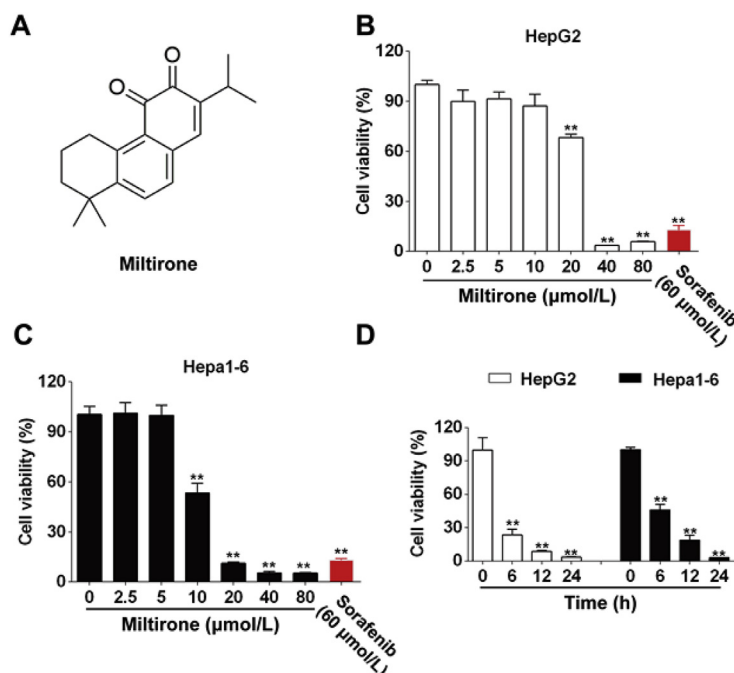 A
O
O
Miltirone
B
HepG2
Cell viability (%)
120
90
60
30
0
**
**
**
**
0 2.5 5 10 20 40 80
Miltirone (μmol/L)
Sorafenib
(60 μmol/L)
C
Hepa1-6
Cell viability (%)
120
90
60
30
0
**
**
**
**
**
0 2.5 5 10 20 40 80
Miltirone (μmol/L)
Sorafenib
(60 μmol/L)
D
HepG2 Hepa1-6
Cell viability (%)
120
90
60
30
0
**
**
**
**
**
**
0 6 12 24 0 6 12 24
Time (h)